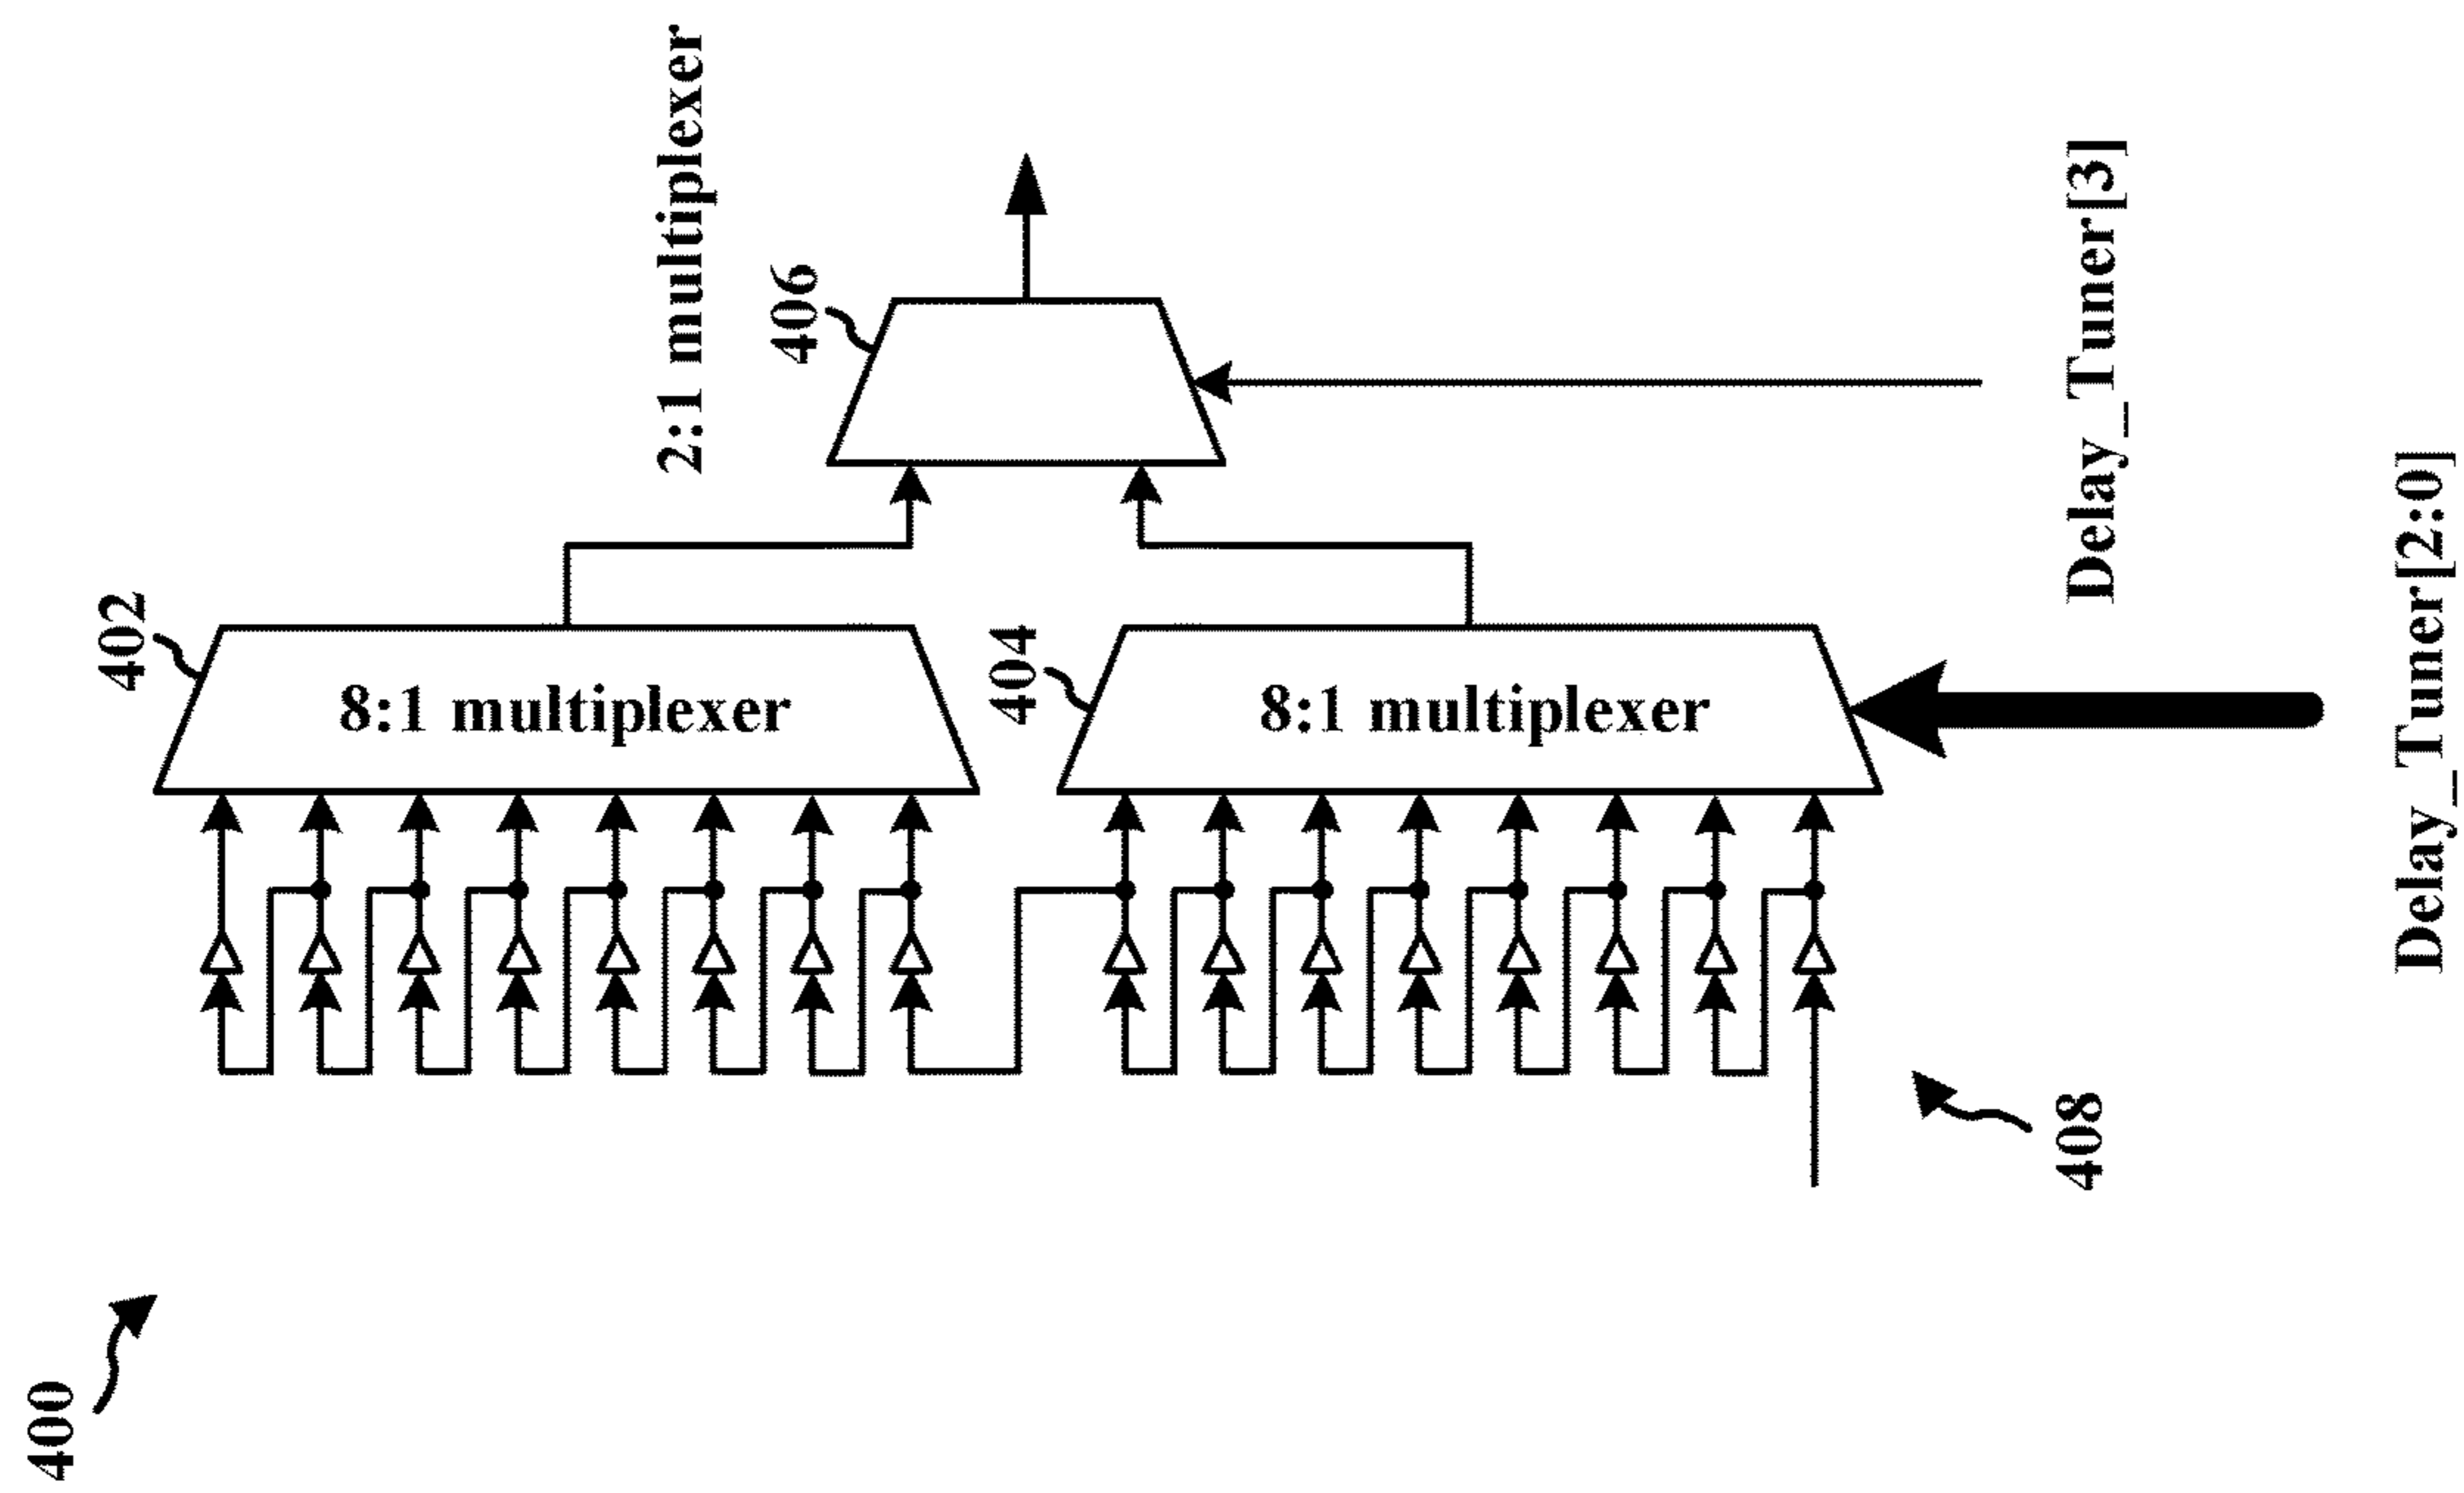 2:1 multiplexer
406
402
8:1 multiplexer
404
8:1 multiplexer
Delay_Tuner[3]
Delay_Tuner[2:0]
408
400